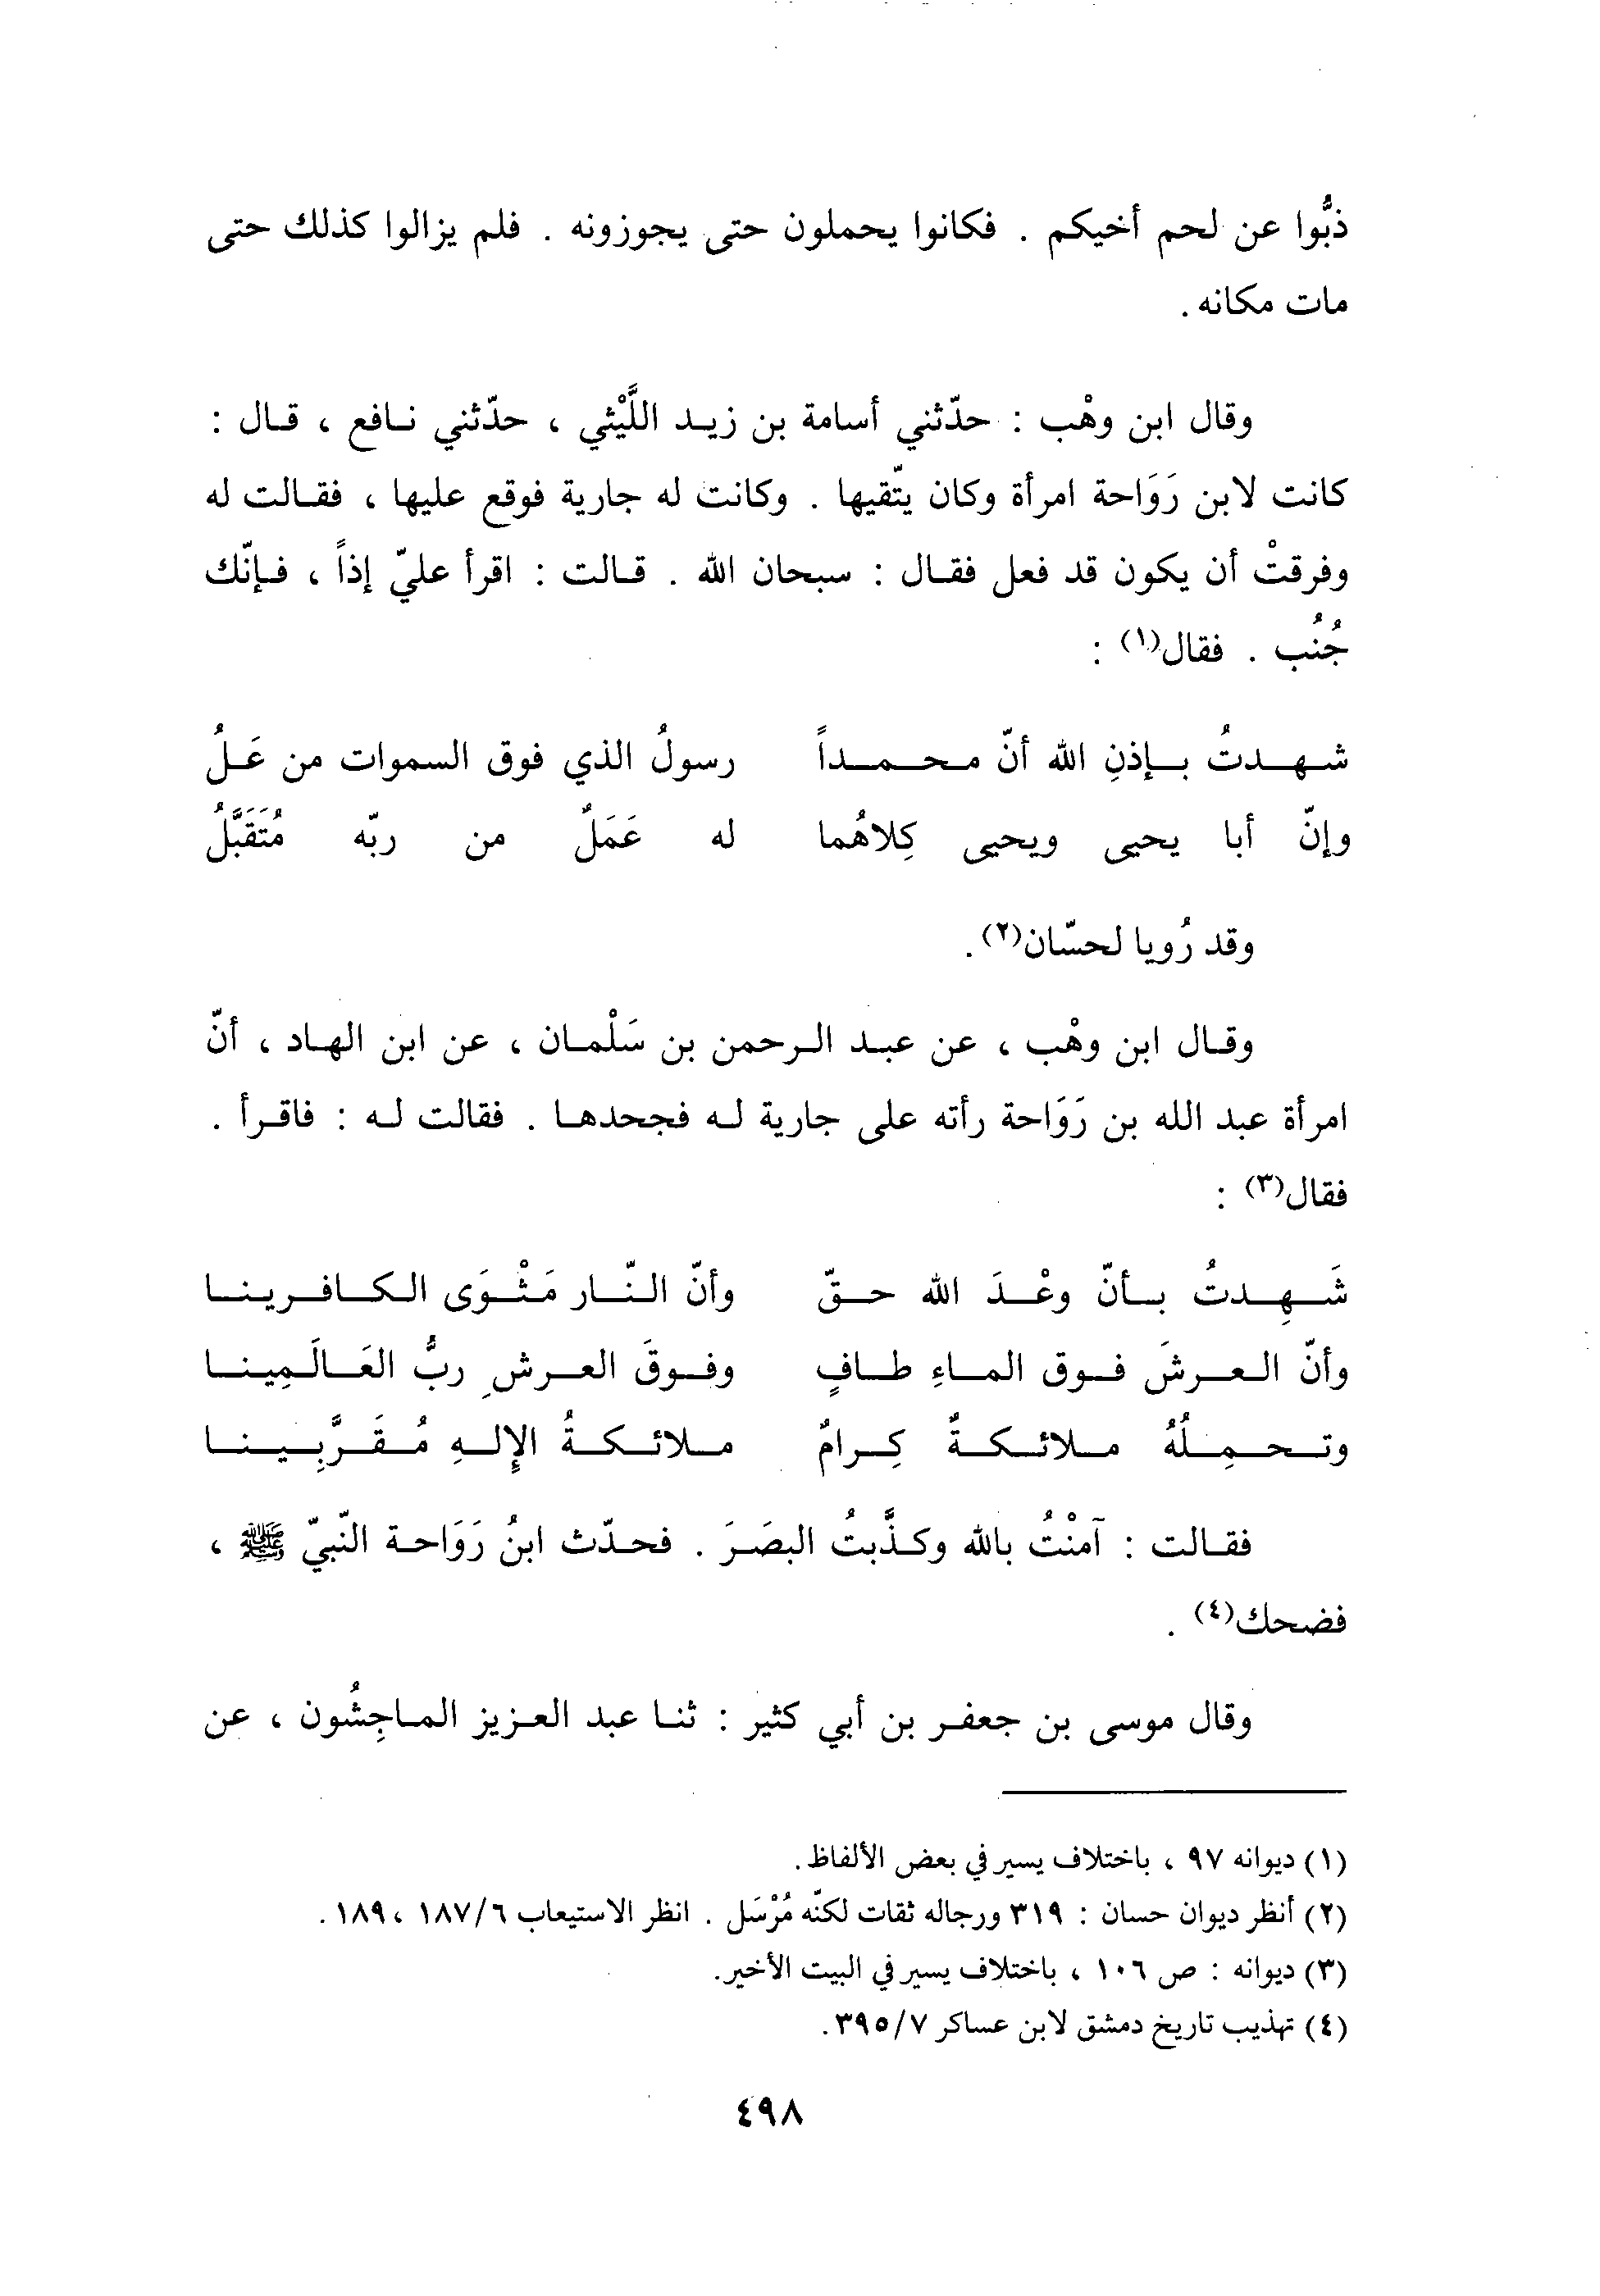 ذبُّوا عن لحم أخيكم . فكانوا يحملون حتى يجوزونه . فلم يزالوا كذلك حتى
مات مكانه .
وقال ابن وهْب : حدّثني أسامة بن زيد اللَّيْثي ، حدّثني نافع ، قال :
كانت لابن رَوَاحة امرأة وكان يتّقيها . وكانت له جارية فوقع عليها ، فقالت له
وفرقتْ أن يكون قد فعل فقال : سبحان الله . قالت : اقرأ عليّ إذاً ، فإنّك
جُنُب . فقال(١) :
شهدتُ بإذنِ الله أنّ محمداً رسولُ الذي فوق السموات من عَلُ
وإنّ أبا يحيى ويحيى كِلاهُما له عَمَلٌ من ربّه مُتَقَبَّلُ
وقد رُويا لحسّان(٢) .
وقال ابن وهْب ، عن عبد الرحمن بن سَلْمان ، عن ابن الهاد ، أنّ
امرأة عبد الله بن رَوَاحة رأته على جارية له فجحدها . فقالت له : فاقرأ .
فقال(٣) :
شَهِدتُ بأنّ وعْدَ الله حقّ وأنّ النّار مَثْوَى الكافرينا
وأنّ العرشَ فوق الماءِ طافٍ وفوقَ العرشِ ربُّ العَالَمِينا
وتحمِلُهُ ملائكةٌ كِرامٌ ملائكةُ الإلهِ مُقَرَّبِينا
فقالت : آمَنْتُ بالله وكذَّبتُ البصَرَ . فحدّث ابنُ رَوَاحة النّبيّ ﷺ ،
فضحك(٤) .
وقال موسى بن جعفر بن أبي كثير : ثنا عبد العزيز الماجِشُون ، عن
(١) ديوانه ٩٧ ، باختلاف يسير في بعض الألفاظ .
(٢) أنظر ديوان حسان : ٣١٩ ورجاله ثقات لكنّه مُرْسَل . انظر الاستيعاب ١٨٧/٦ ، ١٨٩ .
(٣) ديوانه : ص ١٠٦ ، باختلاف يسير في البيت الأخير .
(٤) تهذيب تاريخ دمشق لابن عساكر ٣٩٥/٧ .
٤٩٨